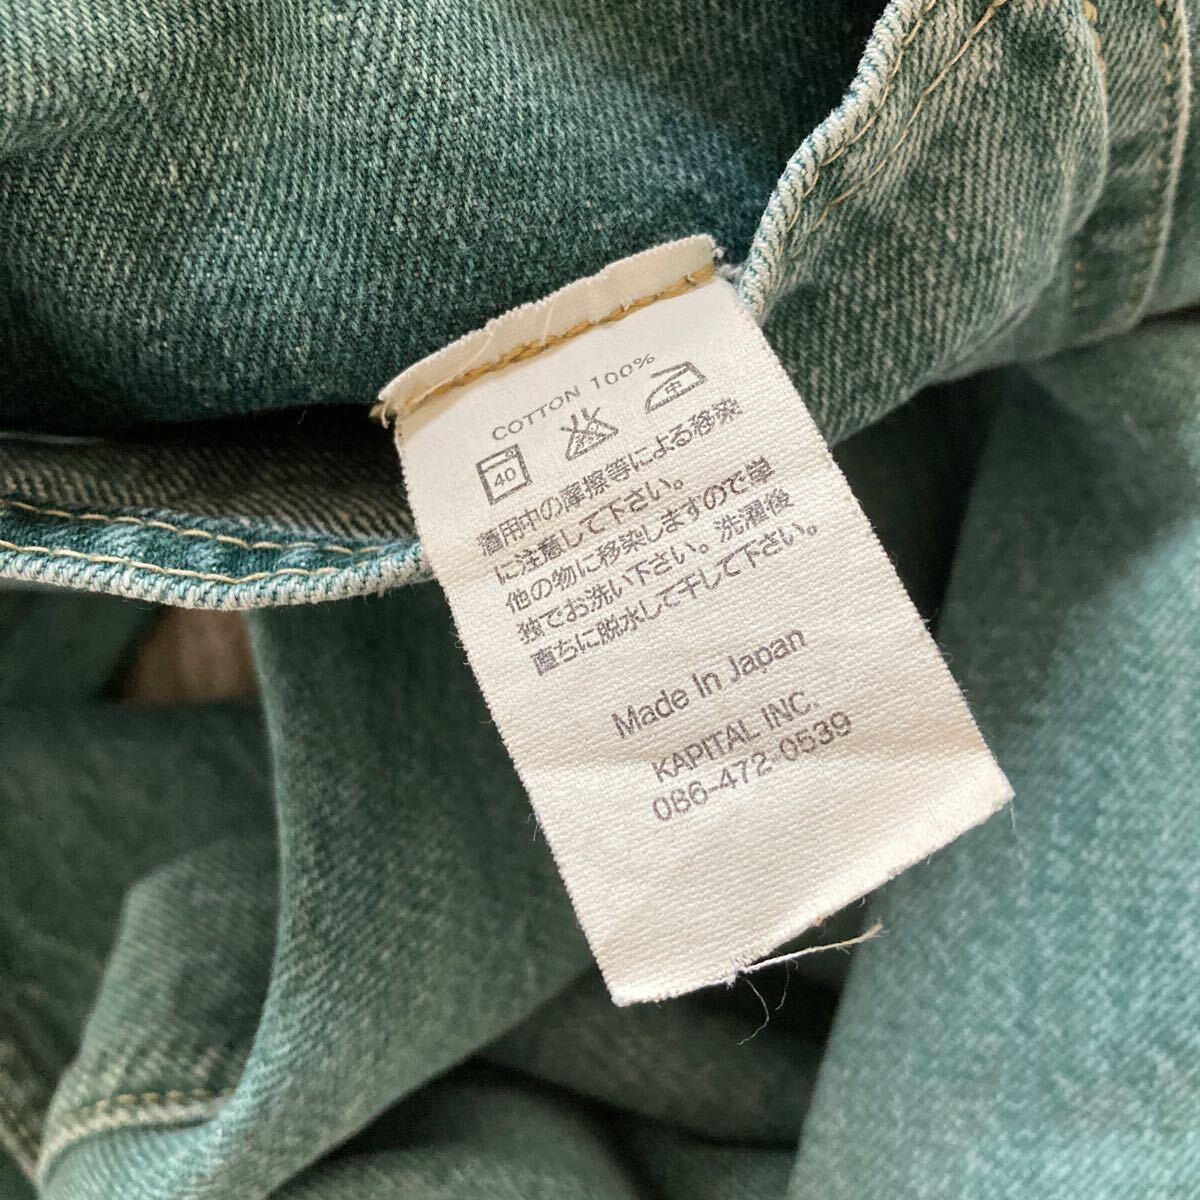 COTTON 100%
40 中
着用中の摩擦等による移染
に注意して下さい。
他の物に移染しますので単
独でお洗い下さい。洗濯後
直ちに脱水して干して下さい。
Made In Japan
KAPITAL INC.
086-472-0539